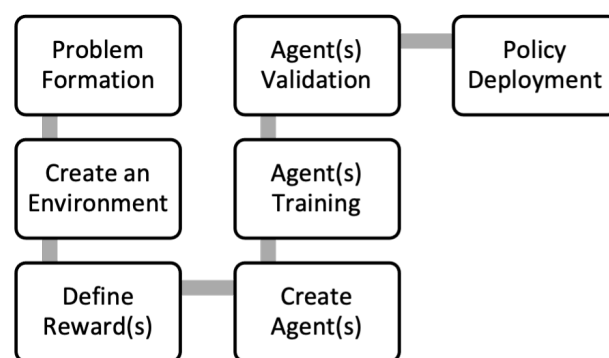 Problem
Formation
Create an
Environment
Define
Reward(s)
Create
Agent(s)
Agent(s)
Training
Agent(s)
Validation
Policy
Deployment